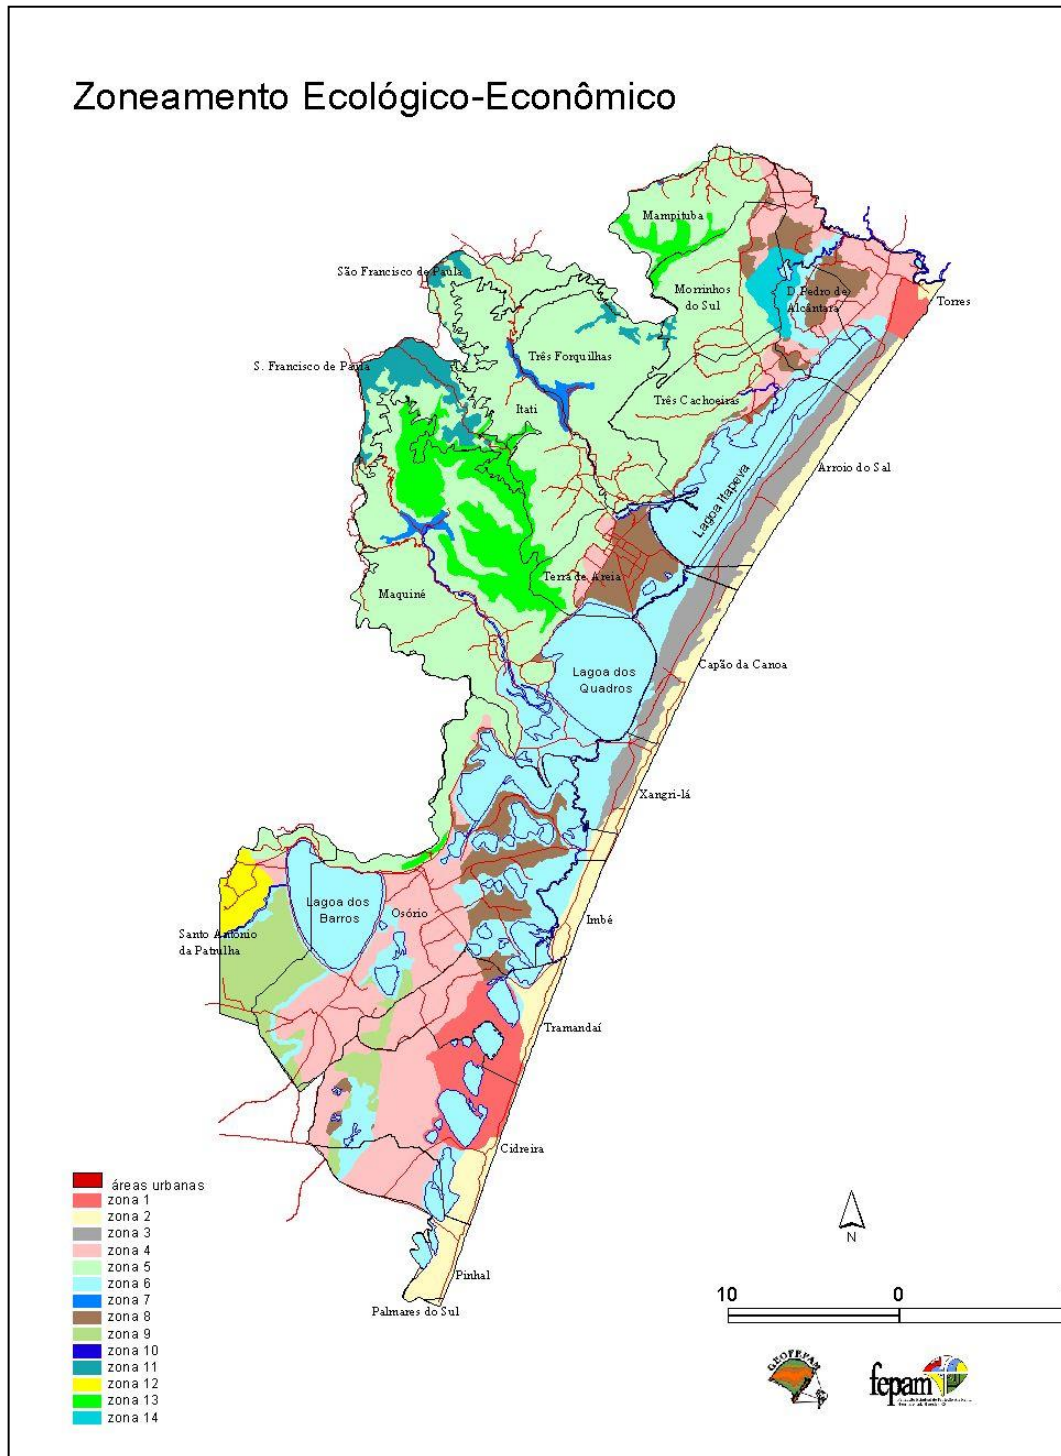 Zoneamento Ecológico-Econômico
Mampituba
São Francisco de Paula
Morrinhos
do Sul
D. Pedro de
Alcântara
Torres
S. Francisco de Paula
Três Forquilhas
Itati
Três Cachoeiras
Arroio do Sal
Lagoa Itapeva
Terra de Areia
Maquiné
Capão da Canoa
Lagoa dos
Quadros
Xangri-lá
Lagoa dos
Barros
Osório
Imbé
Santo Antônio
da Patrulha
Tramandaí
Cidreira
Pinhal
Palmares do Sul
áreas urbanas
zona 1
zona 2
zona 3
zona 4
zona 5
zona 6
zona 7
zona 8
zona 9
zona 10
zona 11
zona 12
zona 13
zona 14
N
10 0
GEOFEPAM
fepam